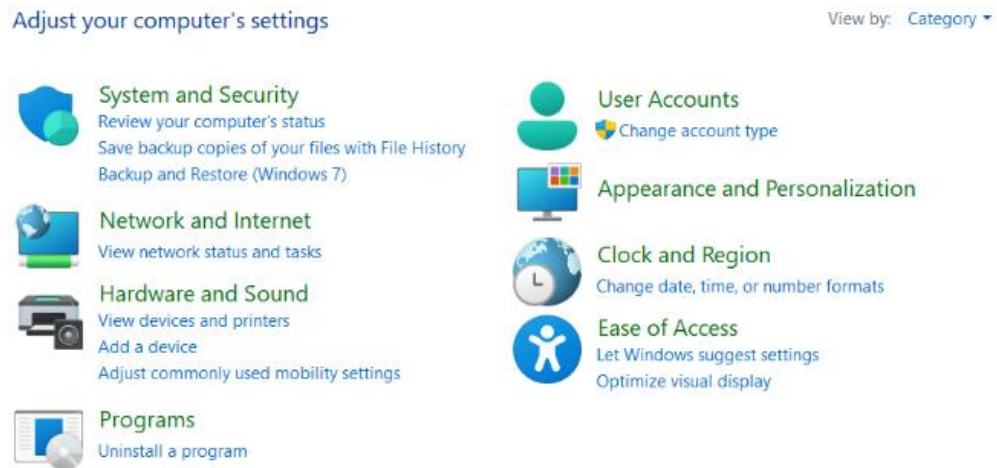 Adjust your computer's settings
View by: Category
System and Security
Review your computer's status
Save backup copies of your files with File History
Backup and Restore (Windows 7)
Network and Internet
View network status and tasks
Hardware and Sound
View devices and printers
Add a device
Adjust commonly used mobility settings
Programs
Uninstall a program
User Accounts
Change account type
Appearance and Personalization
Clock and Region
Change date, time, or number formats
Ease of Access
Let Windows suggest settings
Optimize visual display